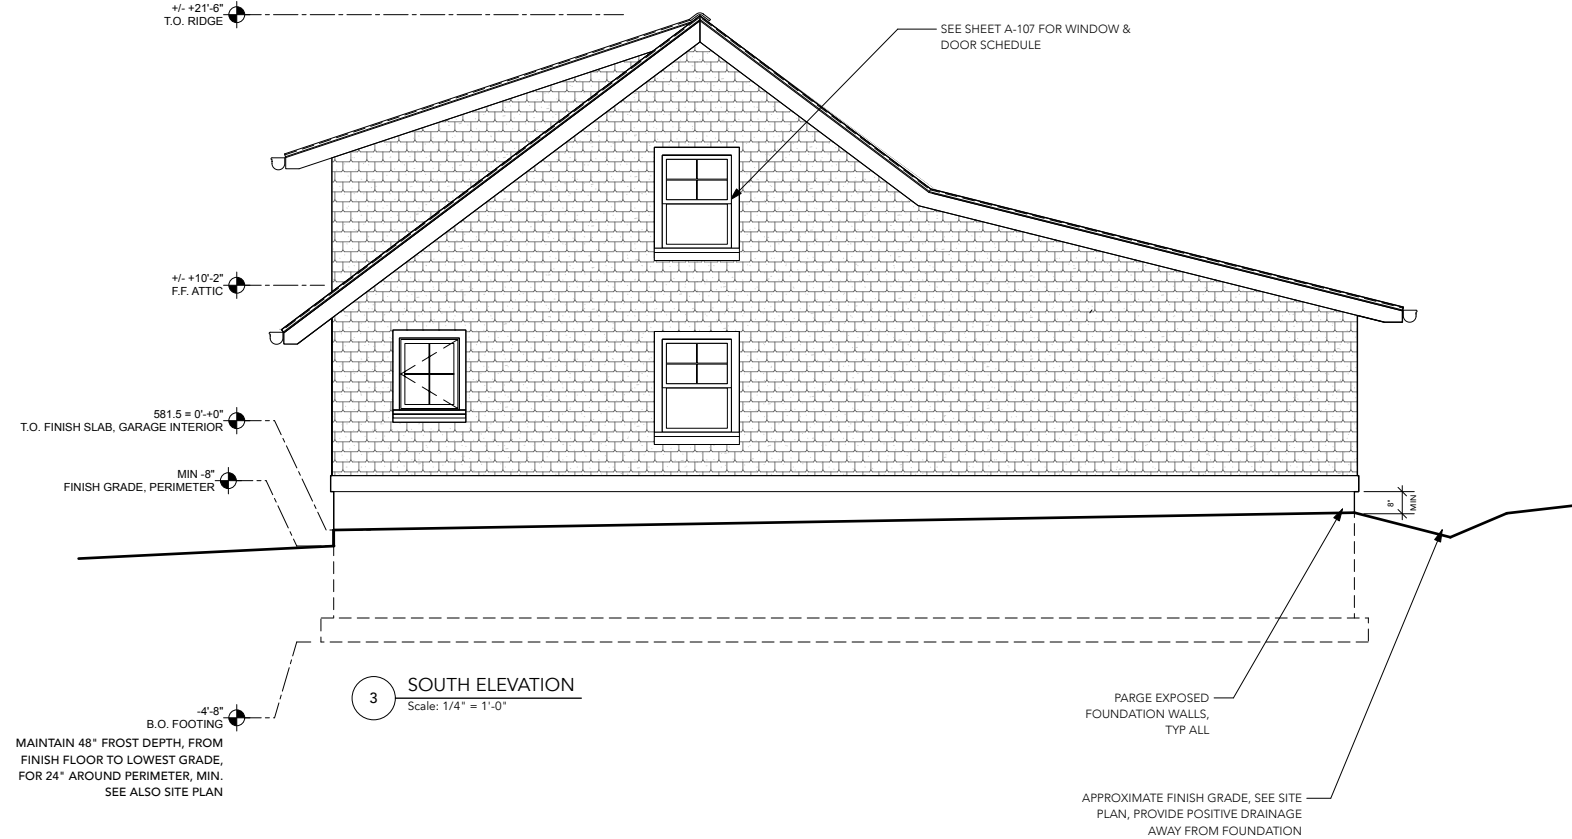 +/- +21'-6"
T.O. RIDGE
SEE SHEET A-107 FOR WINDOW &
DOOR SCHEDULE
+/- +10'-2"
F.F. ATTIC
581.5 = 0'-+0"
T.O. FINISH SLAB, GARAGE INTERIOR
MIN -8"
FINISH GRADE, PERIMETER
8"
MIN
3
SOUTH ELEVATION
Scale: 1/4" = 1'-0"
-4'-8"
B.O. FOOTING
MAINTAIN 48" FROST DEPTH, FROM
FINISH FLOOR TO LOWEST GRADE,
FOR 24" AROUND PERIMETER, MIN.
SEE ALSO SITE PLAN
PARGE EXPOSED
FOUNDATION WALLS,
TYP ALL
APPROXIMATE FINISH GRADE, SEE SITE
PLAN, PROVIDE POSITIVE DRAINAGE
AWAY FROM FOUNDATION